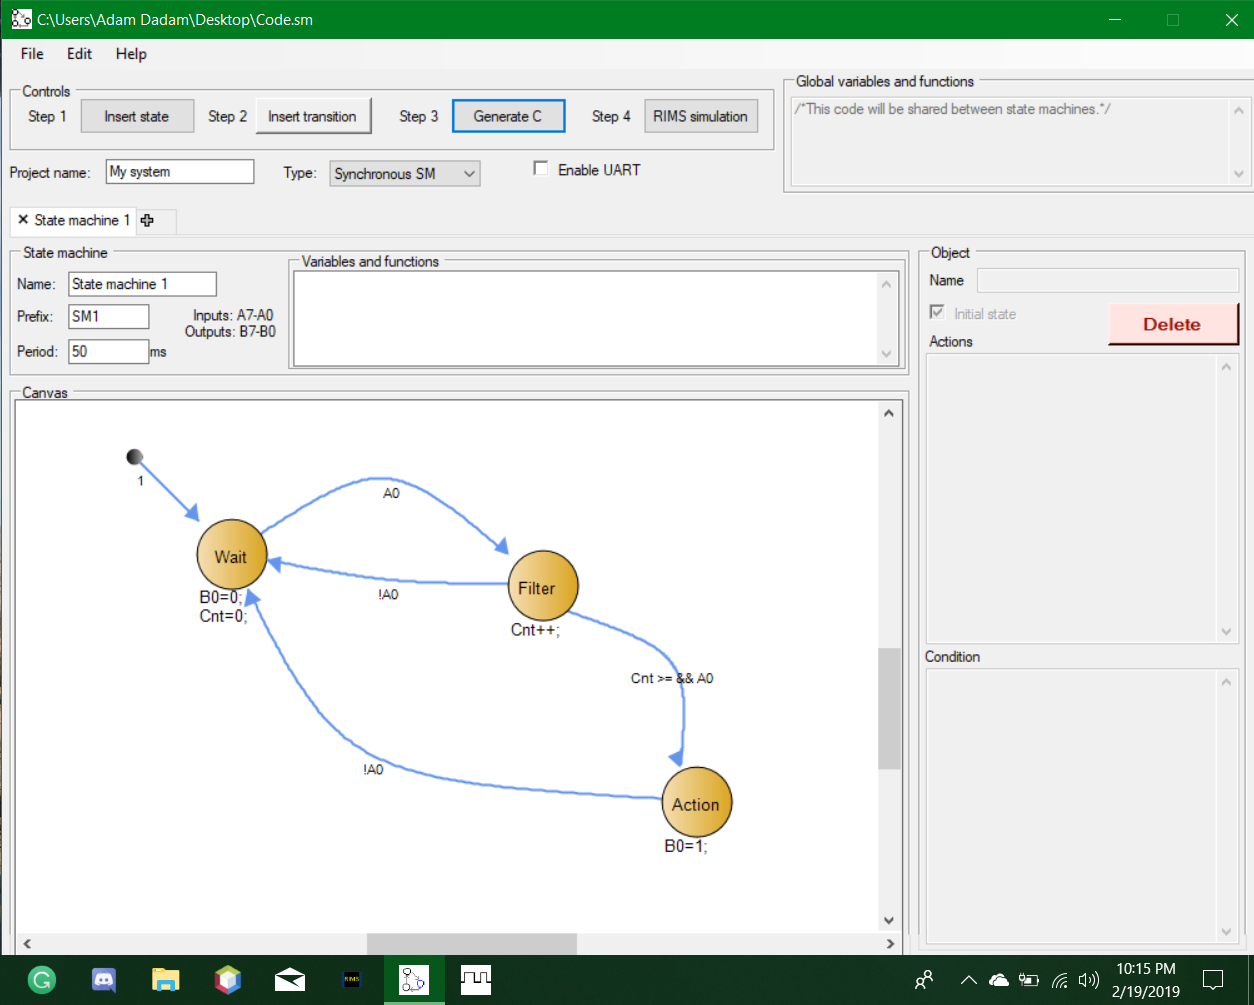 C:\Users\Adam Dadam\Desktop\Code.sm
File Edit Help
Controls
Step 1 Insert state Step 2 Insert transition Step 3 Generate C Step 4 RIMS simulation
Global variables and functions
/*This code will be shared between state machines.*/
Project name: My system Type: Synchronous SM Enable UART
State machine 1
State machine
Name: State machine 1
Prefix: SM1
Inputs: A7-A0
Outputs: B7-B0
Period: 50 ms
Variables and functions
Object
Name
Initial state
Delete
Actions
Condition
Canvas
1
A0
Wait
B0=0;
Cnt=0;
!A0
Filter
Cnt++;
Cnt >= && A0
!A0
Action
B0=1;
RIMS
10:15 PM
2/19/2019